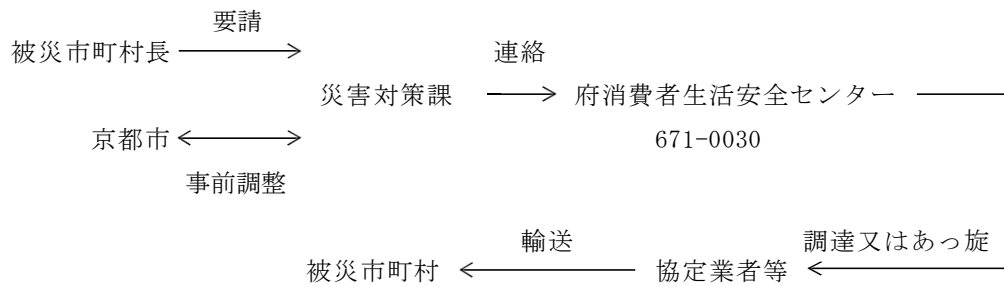 要請
被災市町村長
連絡
災害対策課
府消費者生活安全センター
京都市
671-0030
事前調整
輸送
調達又はあっ旋
被災市町村
協定業者等